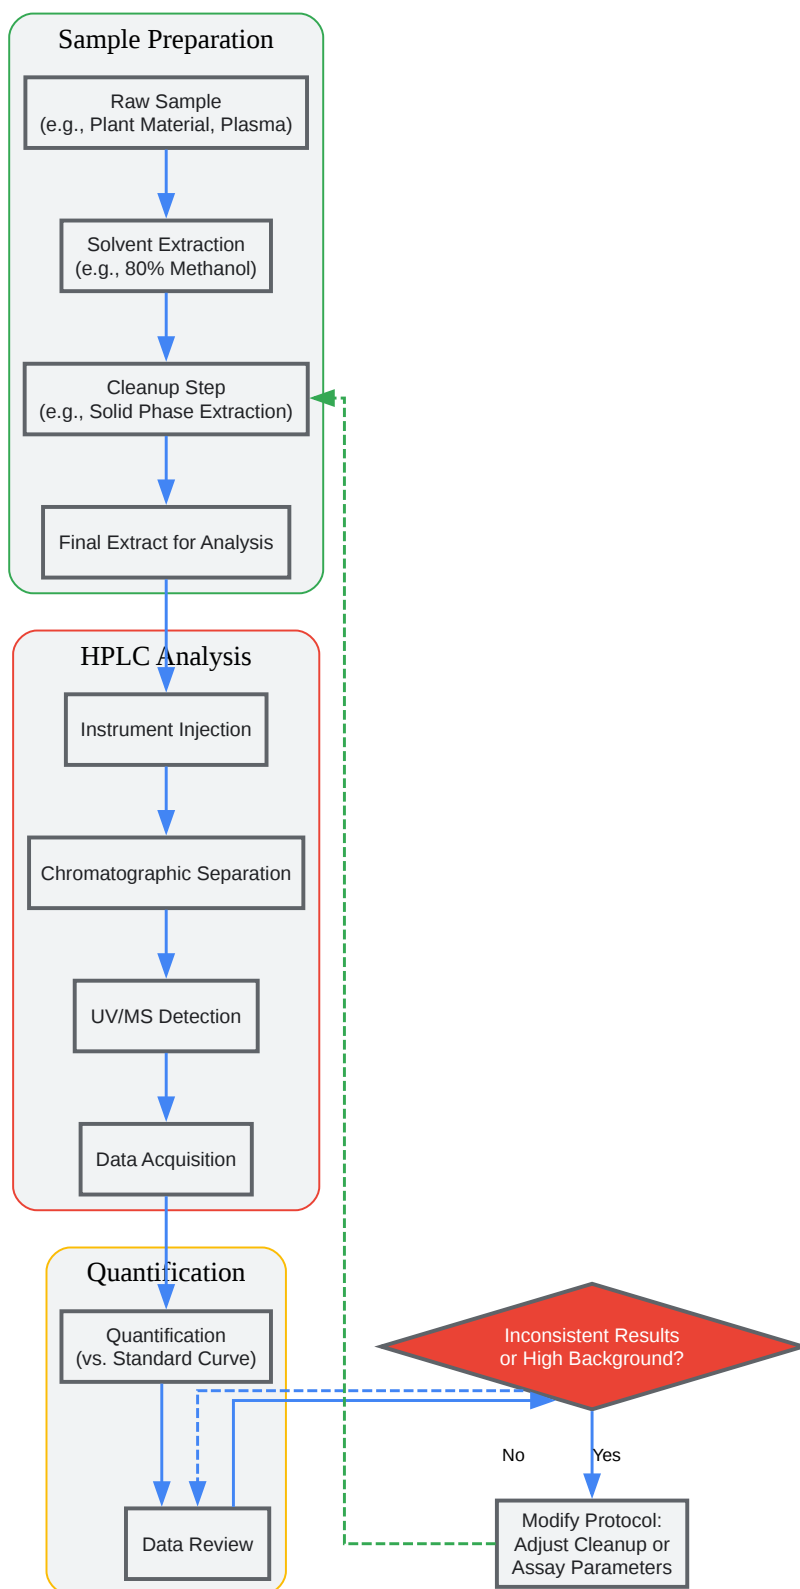 Sample Preparation
Raw Sample
(e.g., Plant Material, Plasma)
Solvent Extraction
(e.g., 80% Methanol)
Cleanup Step
(e.g., Solid Phase Extraction)
Final Extract for Analysis
HPLC Analysis
Instrument Injection
Chromatographic Separation
UV/MS Detection
Data Acquisition
Quantification
Quantification
(vs. Standard Curve)
Inconsistent Results
or High Background?
No
Yes
Data Review
Modify Protocol:
Adjust Cleanup or
Assay Parameters